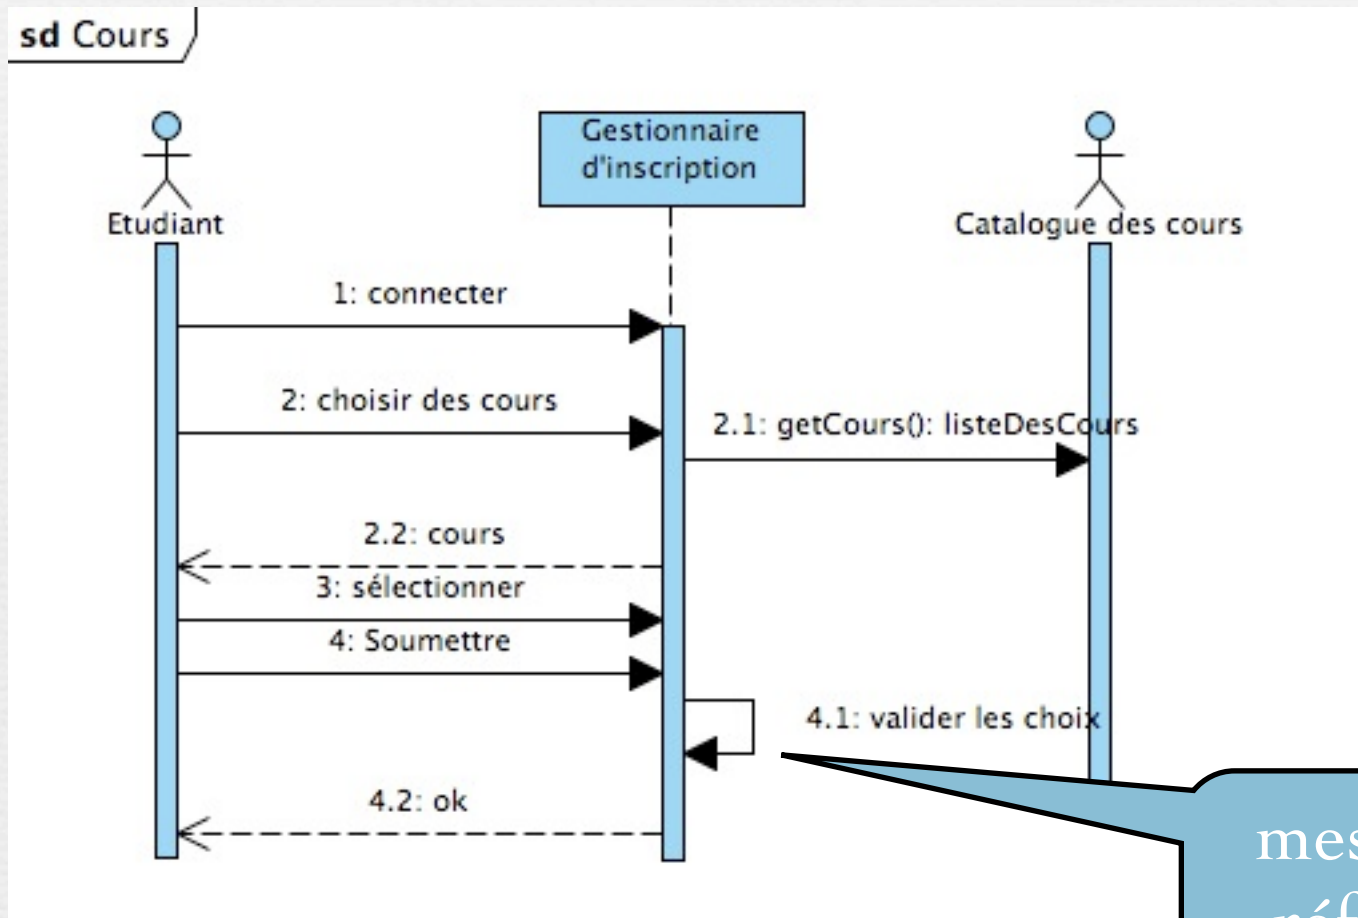 sd Cours
Gestionnaire
d'inscription
Etudiant
Catalogue des cours
1: connecter
2: choisir des cours
2.1: getCours(): listeDesCours
2.2: cours
3: sélectionner
4: Soumettre
4.1: valider les choix
4.2: ok